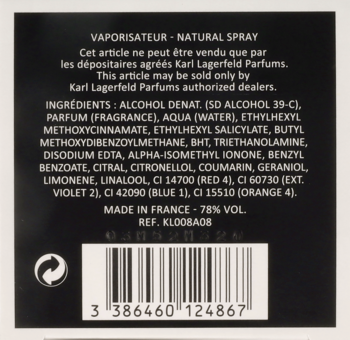 VAPORISATEUR - NATURAL SPRAY
Cet article ne peut être vendu que par
les dépositaires agréés Karl Lagerfeld Parfums.
This article may be sold only by
Karl Lagerfeld Parfums authorized dealers.
INGRÉDIENTS : ALCOHOL DENAT. (SD ALCOHOL 39-C),
PARFUM (FRAGRANCE), AQUA (WATER), ETHYLHEXYL
METHOXYCINNAMATE, ETHYLHEXYL SALICYLATE, BUTYL
METHOXYDIBENZOYLMETHANE, BHT, TRIETHANOLAMINE,
DISODIUM EDTA, ALPHA-ISOMETHYL IONONE, BENZYL
BENZOATE, CITRAL, CITRONELLOL, COUMARIN, GERANIOL,
LIMONENE, LINALOOL, CI 14700 (RED 4), CI 60730 (EXT.
VIOLET 2), CI 42090 (BLUE 1), CI 15510 (ORANGE 4).
MADE IN FRANCE - 78% VOL.
REF. KL008A08
3 386460 124867